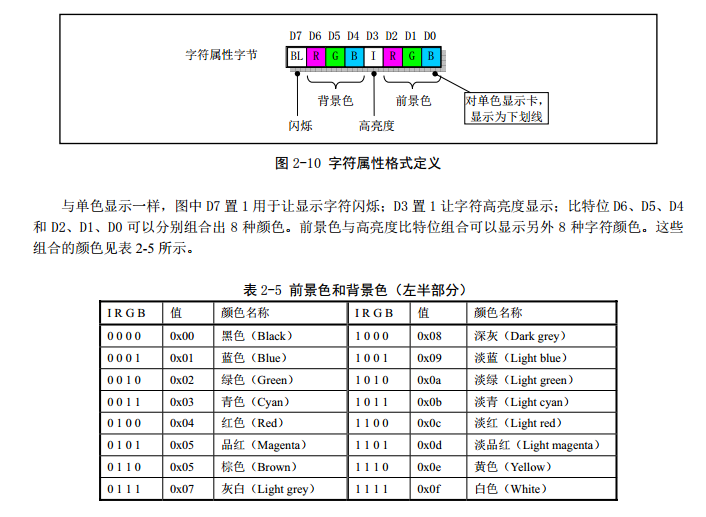 D7 D6 D5 D4 D3 D2 D1 D0
字符属性字节 BL R G B I R G B
背景色 前景色
对单色显示卡,
显示为下划线
闪烁 高亮度
图 2-10 字符属性格式定义
与单色显示一样,图中 D7 置 1 用于让显示字符闪烁;D3 置 1 让字符高亮度显示;比特位 D6、D5、D4
和 D2、D1、D0 可以分别组合出 8 种颜色。前景色与高亮度比特位组合可以显示另外 8 种字符颜色。这些
组合的颜色见表 2-5 所示。
表 2-5 前景色和背景色(左半部分)
I R G B 值 颜色名称 I R G B 值 颜色名称
0 0 0 0 0x00 黑色(Black) 1 0 0 0 0x08 深灰(Dark grey)
0 0 0 1 0x01 蓝色(Blue) 1 0 0 1 0x09 淡蓝(Light blue)
0 0 1 0 0x02 绿色(Green) 1 0 1 0 0x0a 淡绿(Light green)
0 0 1 1 0x03 青色(Cyan) 1 0 1 1 0x0b 淡青(Light cyan)
0 1 0 0 0x04 红色(Red) 1 1 0 0 0x0c 淡红(Light red)
0 1 0 1 0x05 品红(Magenta) 1 1 0 1 0x0d 淡品红(Light magenta)
0 1 1 0 0x05 棕色(Brown) 1 1 1 0 0x0e 黄色(Yellow)
0 1 1 1 0x07 灰白(Light grey) 1 1 1 1 0x0f 白色(White)